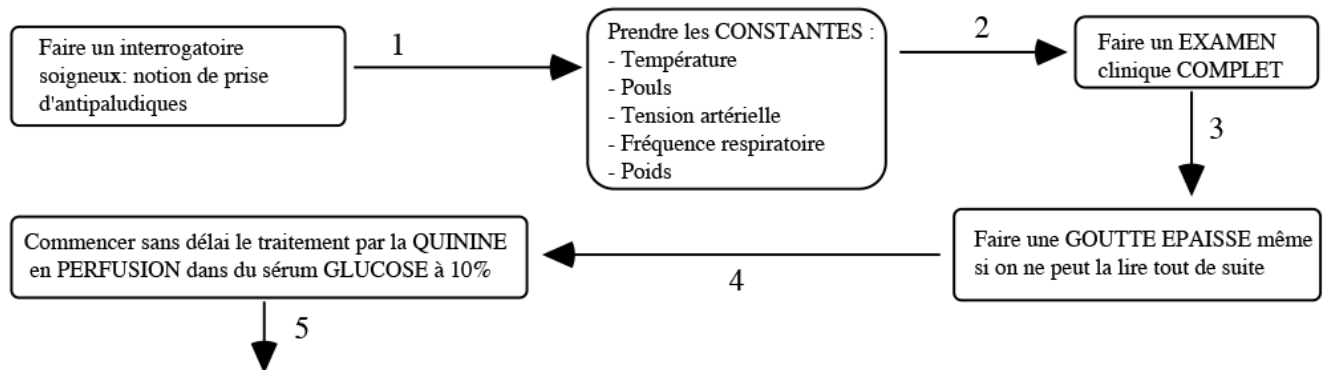 Faire un interrogatoire
soigneux: notion de prise
d'antipaludiques
1
Prendre les CONSTANTES :
- Température
- Pouls
- Tension artérielle
- Fréquence respiratoire
- Poids
2
Faire un EXAMEN
clinique COMPLET
3
Faire une GOUTTE EPAISSE même
si on ne peut la lire tout de suite
4
Commencer sans délai le traitement par la QUININE
en PERFUSION dans du sérum GLUCOSE à 10%
5